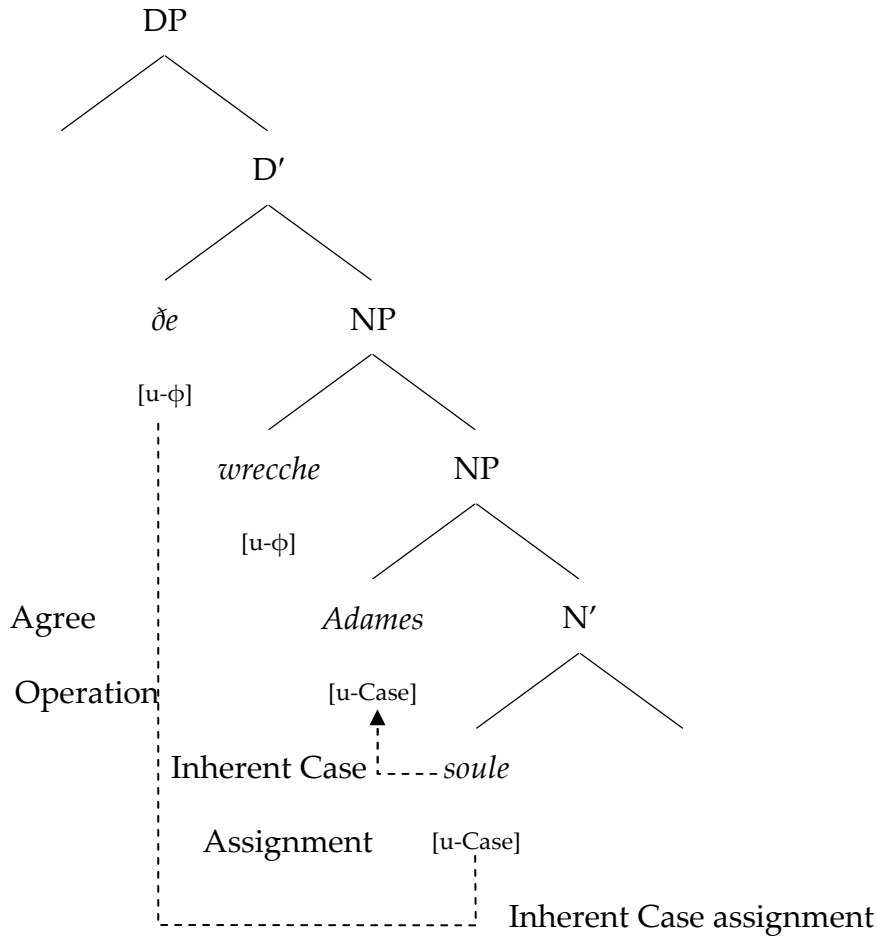 DP
D′
ðe NP
[u-ϕ]
wrecche NP
[u-ϕ]
Agree Adames N’
Operation [u-Case]
Inherent Case soule
Assignment [u-Case]
Inherent Case assignment